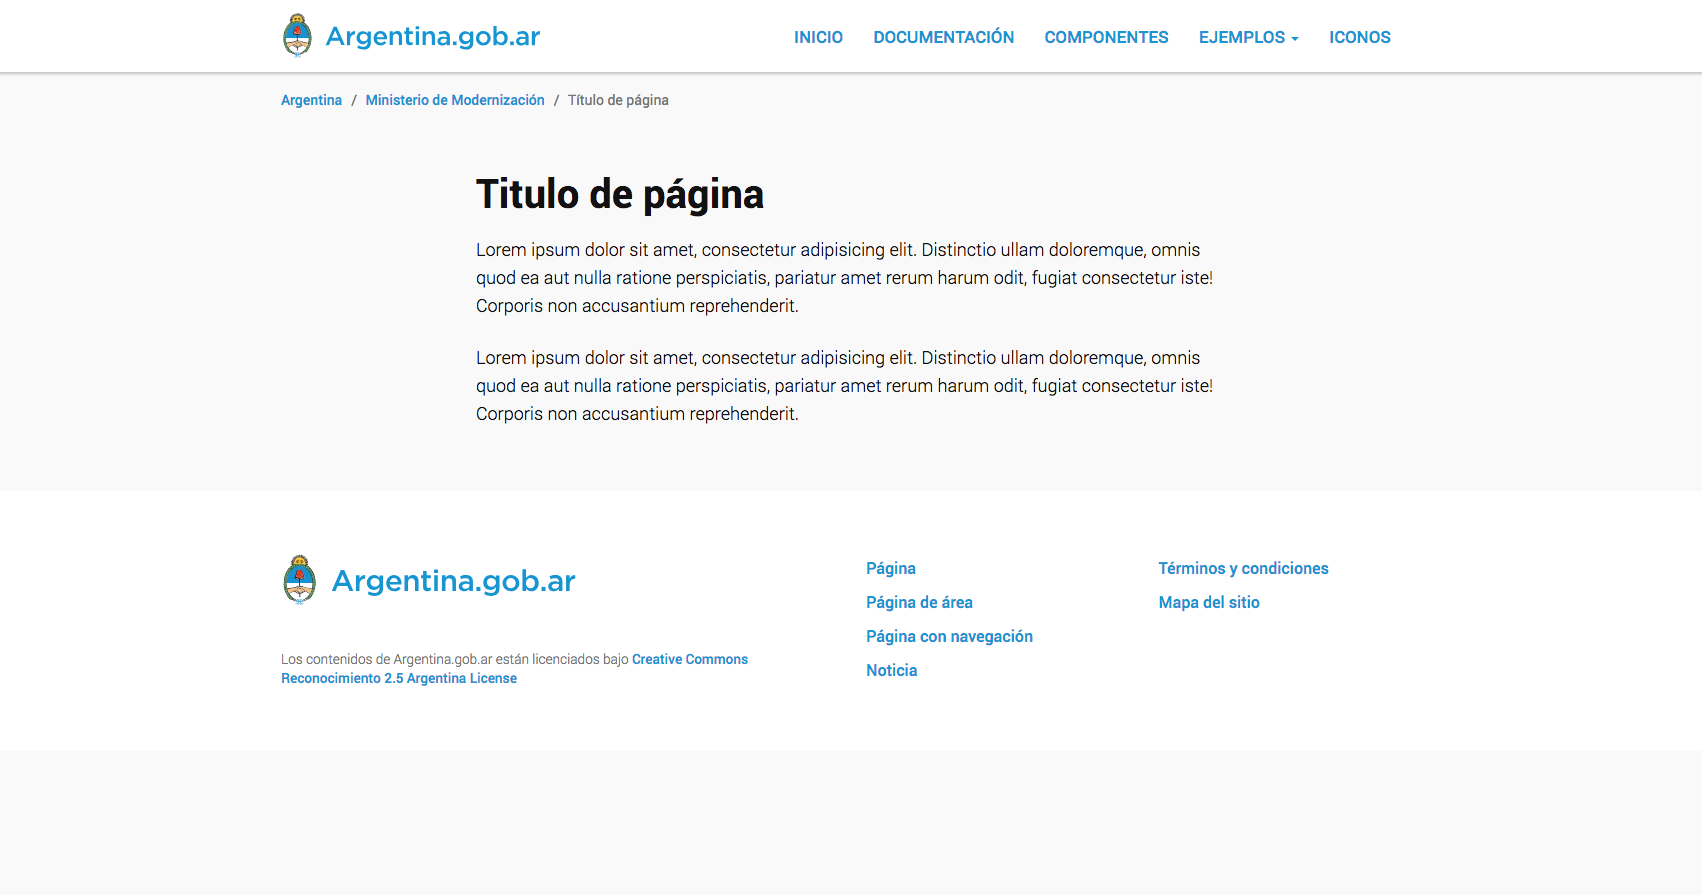 Argentina.gob.ar
INICIO DOCUMENTACIÓN COMPONENTES EJEMPLOS ICONOS
Argentina / Ministerio de Modernización / Título de página
Titulo de página
Lorem ipsum dolor sit amet, consectetur adipisicing elit. Distinctio ullam doloremque, omnis
quod ea aut nulla ratione perspiciatis, pariatur amet rerum harum odit, fugiat consectetur iste!
Corporis non accusantium reprehenderit.
Lorem ipsum dolor sit amet, consectetur adipisicing elit. Distinctio ullam doloremque, omnis
quod ea aut nulla ratione perspiciatis, pariatur amet rerum harum odit, fugiat consectetur iste!
Corporis non accusantium reprehenderit.
Argentina.gob.ar
Los contenidos de Argentina.gob.ar están licenciados bajo Creative Commons
Reconocimiento 2.5 Argentina License
Página
Página de área
Página con navegación
Noticia
Términos y condiciones
Mapa del sitio